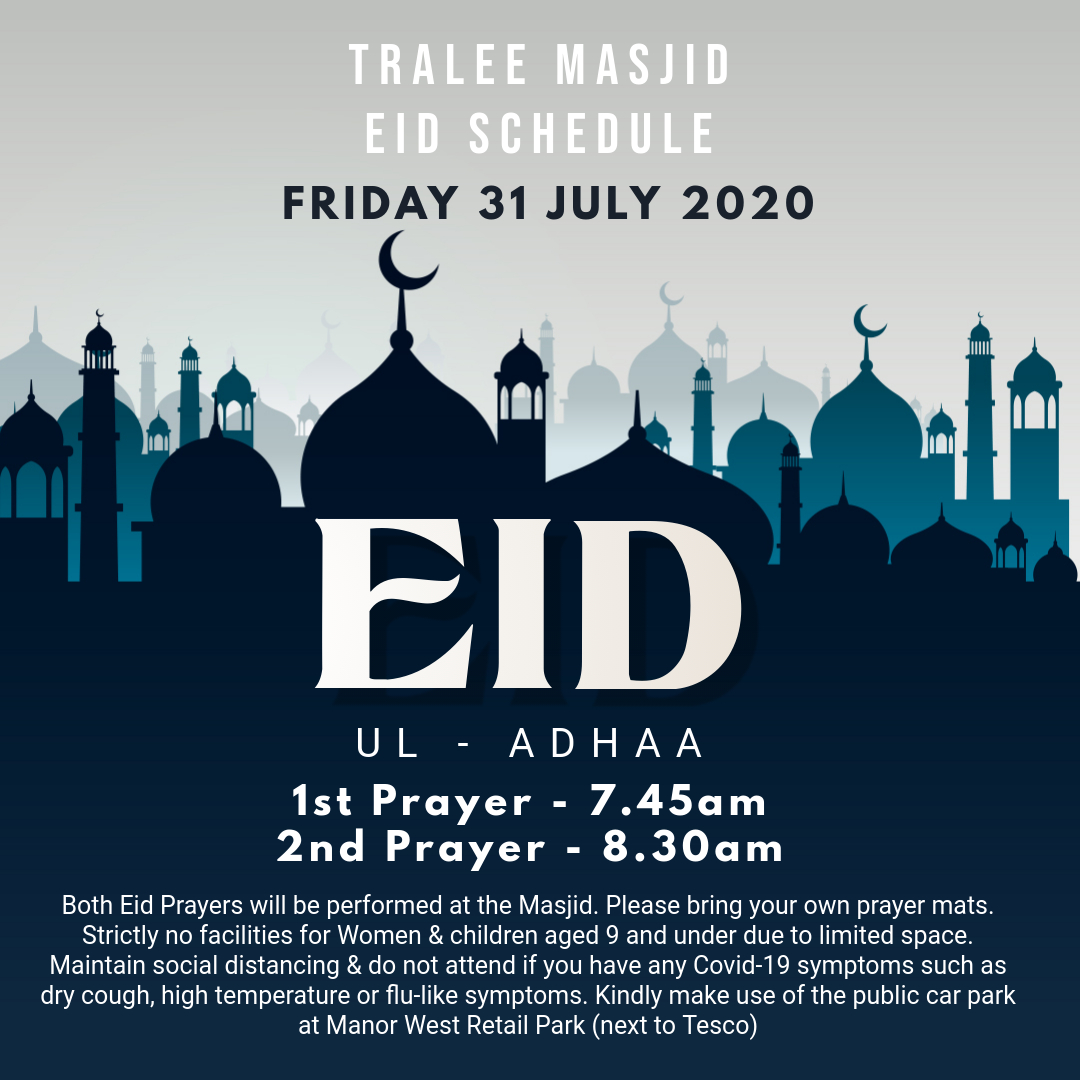 TRALEE MASJID
EID SCHEDULE
FRIDAY 31 JULY 2020
EID
UL - ADHAA
1st Prayer - 7.45am
2nd Prayer - 8.30am
Both Eid Prayers will be performed at the Masjid. Please bring your own prayer mats.
Strictly no facilities for Women & children aged 9 and under due to limited space.
Maintain social distancing & do not attend if you have any Covid-19 symptoms such as
dry cough, high temperature or flu-like symptoms. Kindly make use of the public car park
at Manor West Retail Park (next to Tesco)